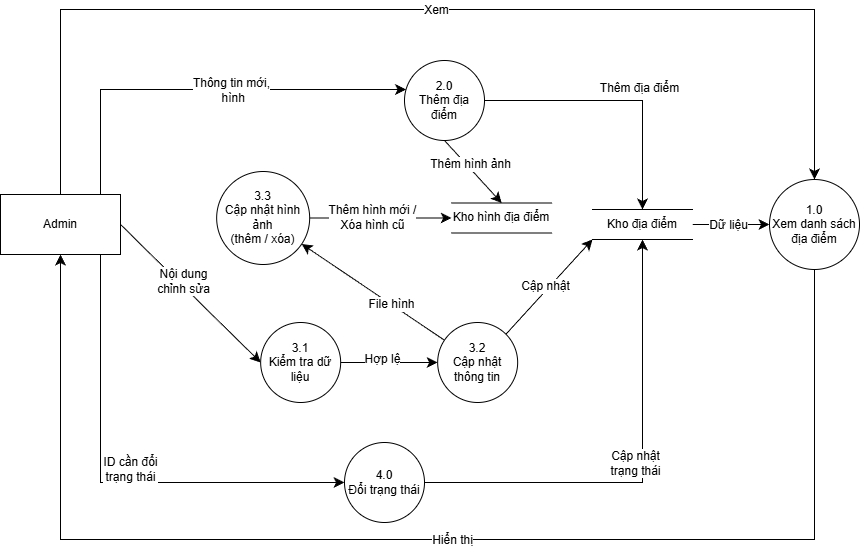 Xem
Thông tin mới,
hình
2.0
Thêm địa
điểm
Thêm địa điểm
Thêm hình ảnh
3.3
Cập nhật hình
ảnh
(thêm / xóa)
Thêm hình mới /
Xóa hình cũ
Kho hình địa điểm
Kho địa điểm
Dữ liệu
1.0
Xem danh sách
địa điểm
Admin
Nội dung
chỉnh sửa
File hình
Cập nhật
3.1
Kiểm tra dữ
liệu
Hợp lệ
3.2
Cập nhật
thông tin
ID cần đổi
trạng thái
4.0
Đổi trạng thái
Cập nhật
trạng thái
Hiển thị